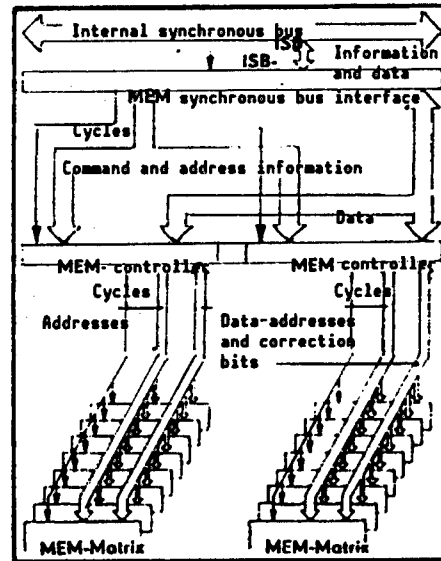 Internal synchronous bus
ISB
ISB-
Information
and data
MEM synchronous bus interface
Cycles
Command and address information
Data
MEM- controller
MEM controller
Cycles
Cycles
Addresses
Data-addresses
and correction
bits
MEM-Matrix
MEM-Matrix